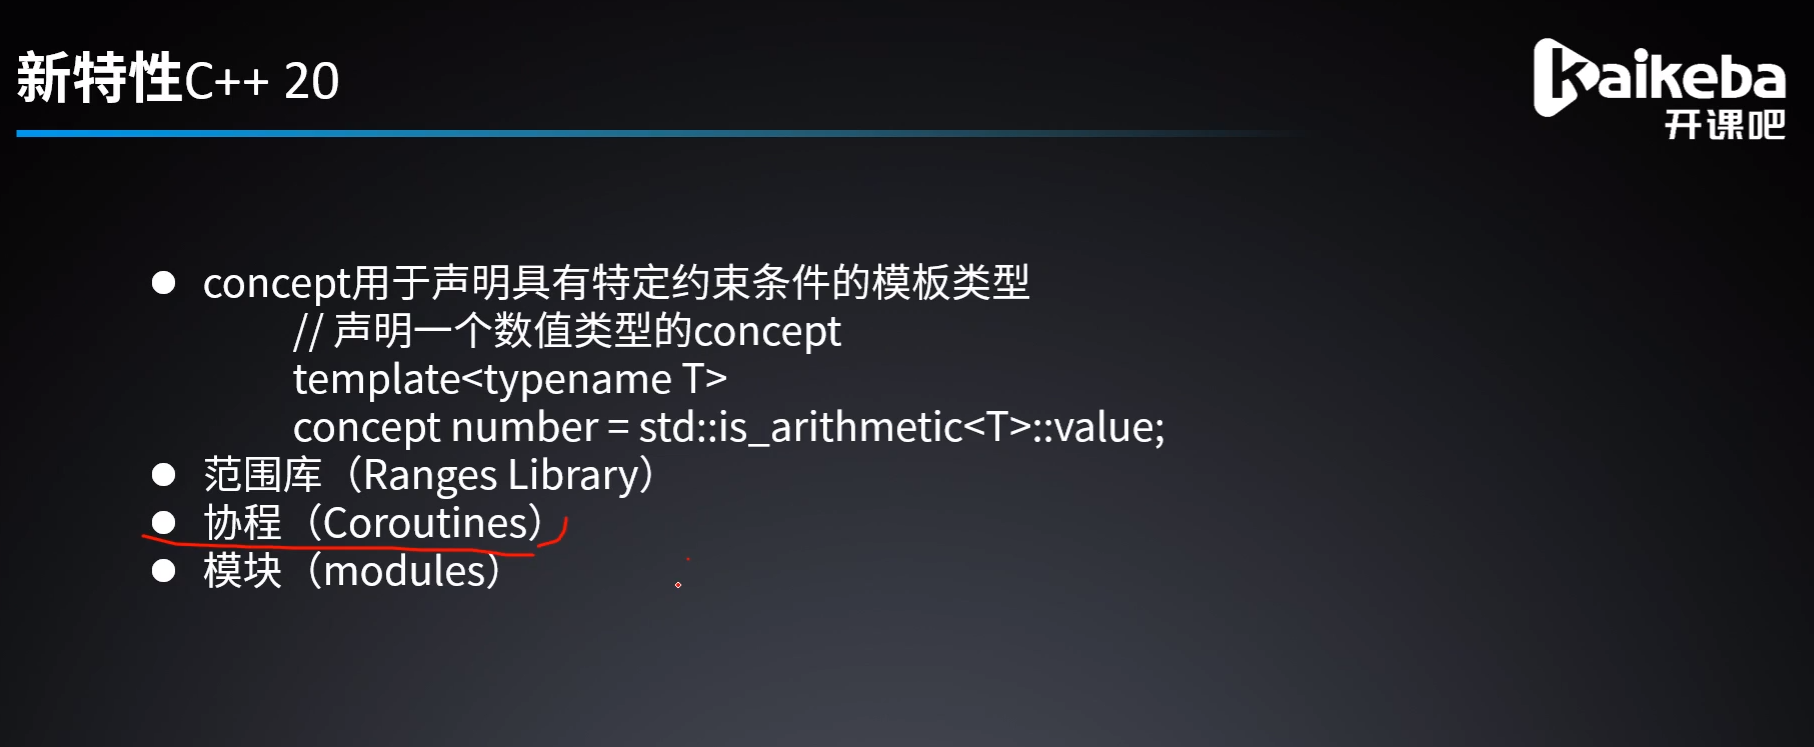 新特性C++ 20
kaikeba
开课吧
● concept用于声明具有特定约束条件的模板类型
// 声明一个数值类型的concept
template<typename T>
concept number = std::is_arithmetic<T>::value;
● 范围库（Ranges Library）
● 协程（Coroutines）
● 模块（modules）